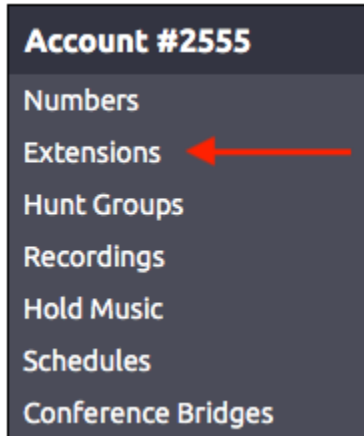 Account #2555
Numbers
Extensions
Hunt Groups
Recordings
Hold Music
Schedules
Conference Bridges